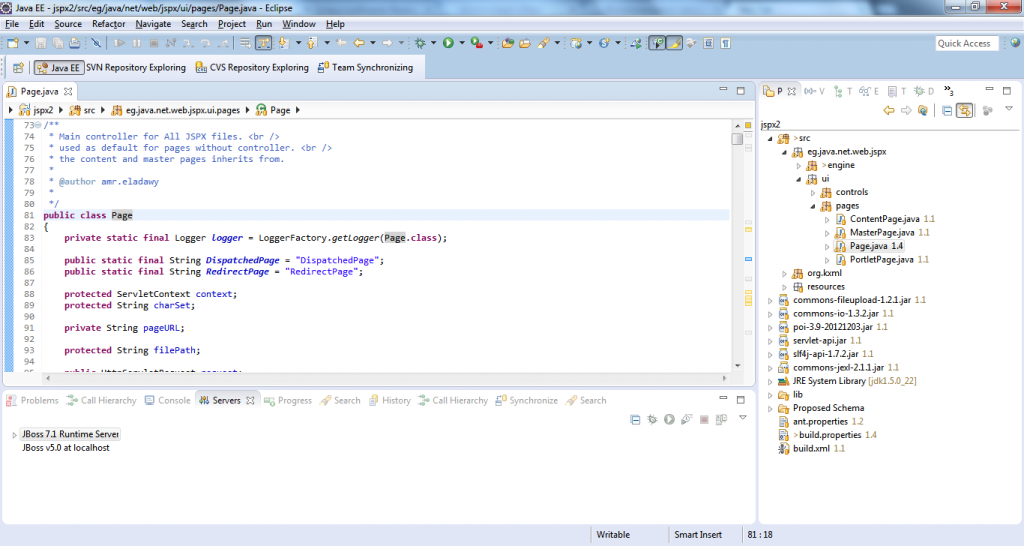 Java EE - jspx2/src/eg/java/net/web/jspx/ui/pages/Page.java - Eclipse
File Edit Source Refactor Navigate Search Project Run Window Help
Quick Access
Java EE SVN Repository Exploring CVS Repository Exploring Team Synchronizing
Page.java
jspx2 src eg.java.net.web.jspx.ui.pages Page
73 /**
74 * Main controller for All JSPX files. <br />
75 * used as default for pages without controller. <br />
76 * the content and master pages inherits from.
77 *
78 * @author amr.eladawy
79 *
80 */
81 public class Page
82 {
83 private static final Logger logger = LoggerFactory.getLogger(Page.class);
84
85 public static final String DispatchedPage = "DispatchedPage";
86 public static final String RedirectPage = "RedirectPage";
87
88 protected ServletContext context;
89 protected String charSet;
90
91 private String pageURL;
92
93 protected String filePath;
94
Problems Call Hierarchy Console Servers Progress Search History Call Hierarchy Synchronize Search
JBoss 7.1 Runtime Server
JBoss v5.0 at localhost
P V T E T D 3
jspx2
> src
eg.java.net.web.jspx
> engine
ui
controls
pages
ContentPage.java 1.1
MasterPage.java 1.1
Page.java 1.4
PortletPage.java 1.1
org.kxml
resources
commons-fileupload-1.2.1.jar 1.1
commons-io-1.3.2.jar 1.1
poi-3.9-20121203.jar 1.1
servlet-api.jar 1.1
slf4j-api-1.7.2.jar 1.1
commons-jexl-2.1.1.jar 1.1
JRE System Library [jdk1.5.0_22]
lib
Proposed Schema
ant.properties 1.2
> build.properties 1.4
build.xml 1.1
Writable Smart Insert 81 : 18